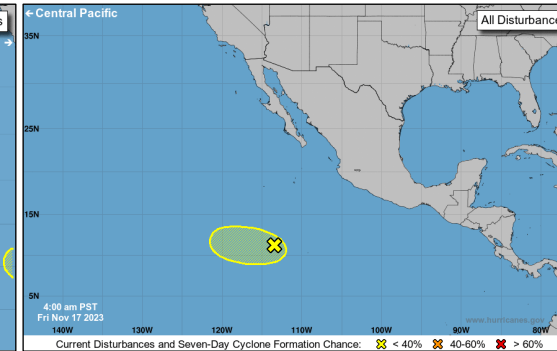 s
← Central Pacific
All Disturbance
35N
25N
15N
5N
4:00 am PST
Fri Nov 17 2023
www.hurricanes.gov
140W 130W 120W 110W 100W 90W 80W
Current Disturbances and Seven-Day Cyclone Formation Chance: < 40% 40-60% > 60%